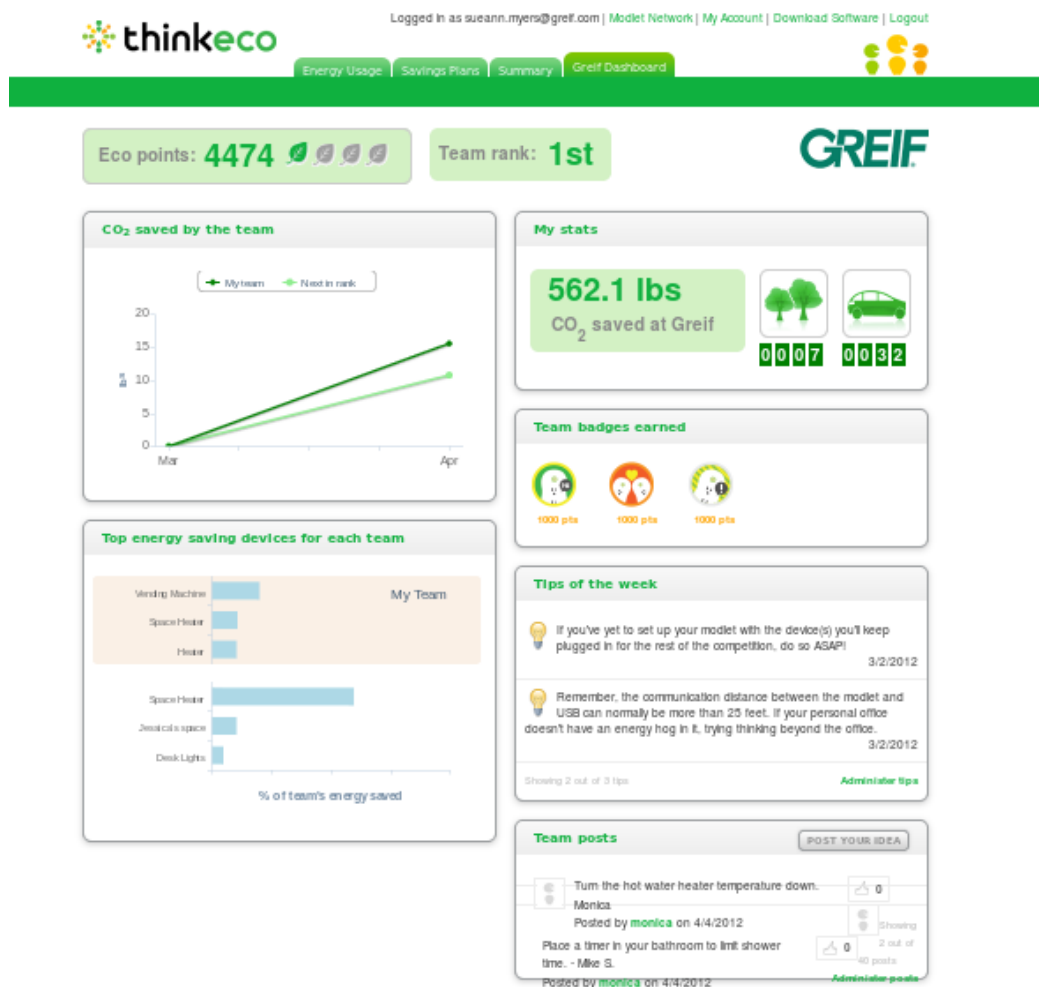 Logged in as sueann.myers@greif.com | Modlet Network | My Account | Download Software | Logout
thinkeco
Energy Usage Savings Plans Summary Greif Dashboard
Eco points: 4474
Team rank: 1st
GREIF
CO₂ saved by the team
My team Next in rank
20
15
10
5
0
Mar Apr
Top energy saving devices for each team
My Team
Vending Machine
Space Heater
Heater
Space Heater
Jessica's space
Desk Lights
% of team's energy saved
My stats
562.1 lbs
CO₂ saved at Greif
0007 0032
Team badges earned
1000 pts 1000 pts 1000 pts
Tips of the week
If you've yet to set up your modlet with the device(s) you'll keep
plugged in for the rest of the competition, do so ASAP!
3/2/2012
Remember, the communication distance between the modlet and
USB can normally be more than 25 feet. If your personal office
doesn't have an energy hog in it, trying thinking beyond the office.
3/2/2012
Showing 2 out of 3 tips Administer tips
Team posts POST YOUR IDEA
Turn the hot water heater temperature down. 0
Monica
Posted by monica on 4/4/2012
Place a timer in your bathroom to limit shower 0
time. - Mike S.
Posted by monica on 4/4/2012
Showing
2 out of
40 posts
Administer posts